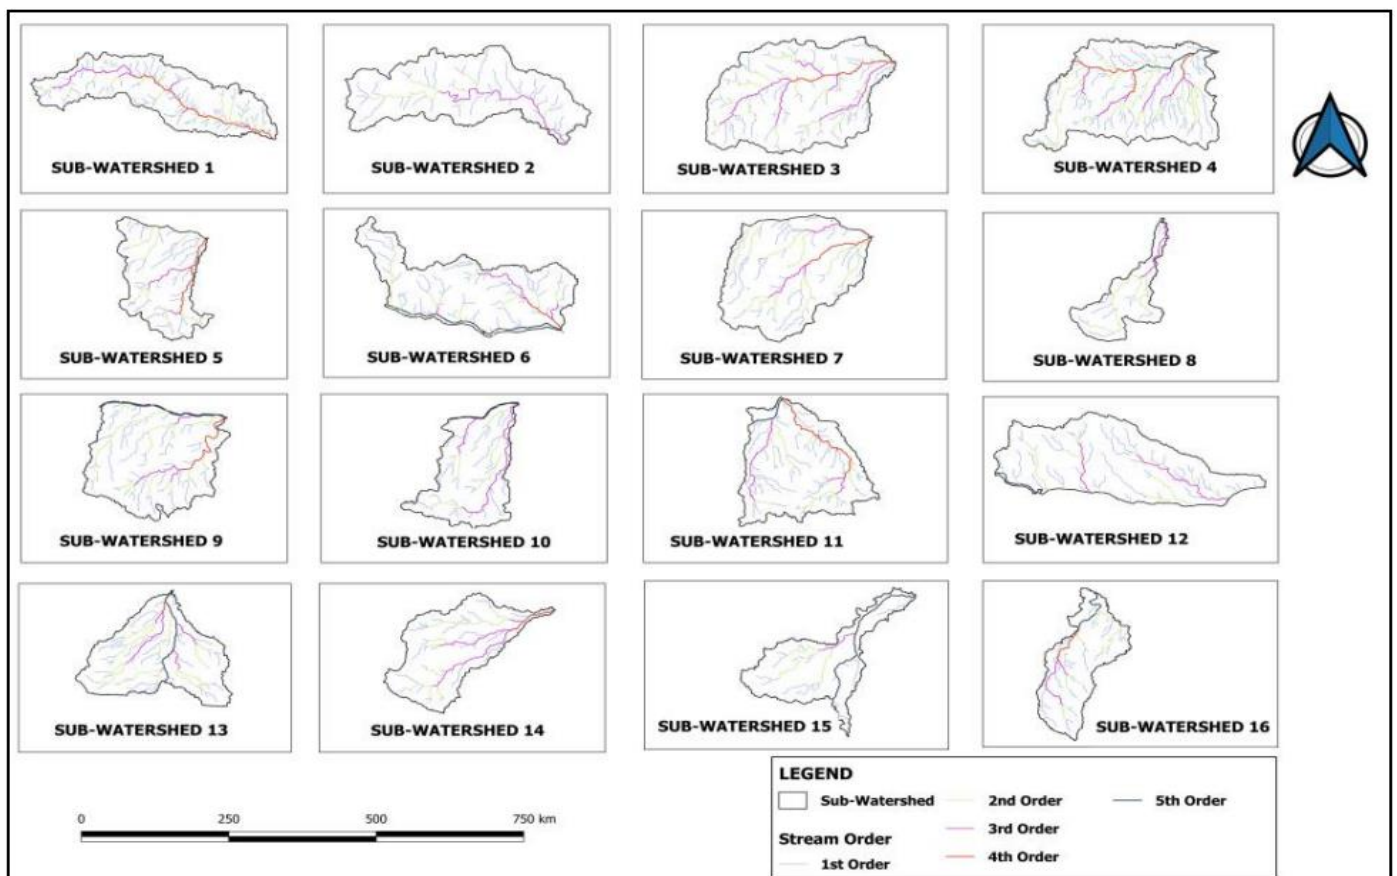 SUB-WATERSHED 1
SUB-WATERSHED 2
SUB-WATERSHED 3
SUB-WATERSHED 4
SUB-WATERSHED 5
SUB-WATERSHED 6
SUB-WATERSHED 7
SUB-WATERSHED 8
SUB-WATERSHED 9
SUB-WATERSHED 10
SUB-WATERSHED 11
SUB-WATERSHED 12
SUB-WATERSHED 13
SUB-WATERSHED 14
SUB-WATERSHED 15
SUB-WATERSHED 16
0 250 500 750 km
LEGEND
Sub-Watershed
Stream Order
1st Order
2nd Order
3rd Order
4th Order
5th Order